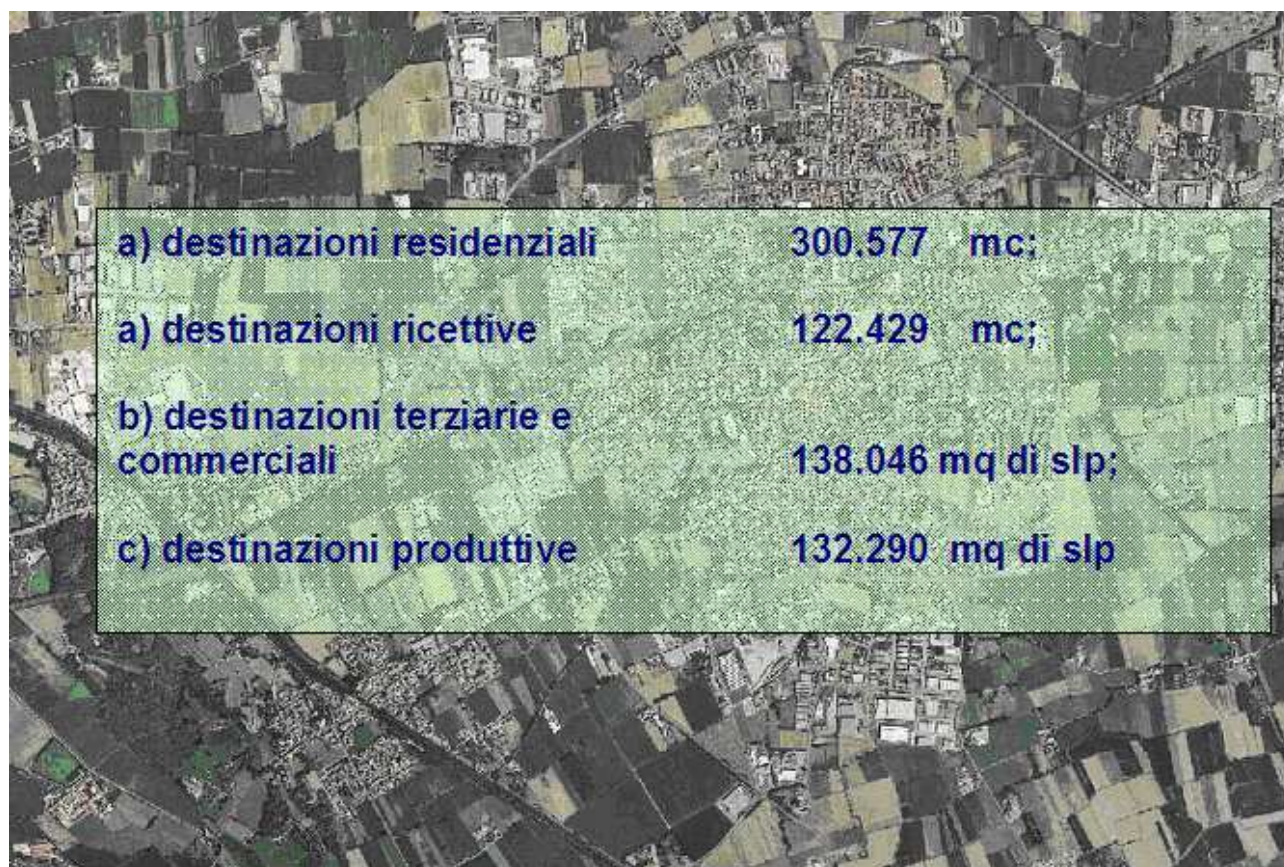 a) destinazioni residenziali 300.577 mc;
a) destinazioni ricettive 122.429 mc;
b) destinazioni terziarie e
commerciali 138.046 mq di slp;
c) destinazioni produttive 132.290 mq di slp